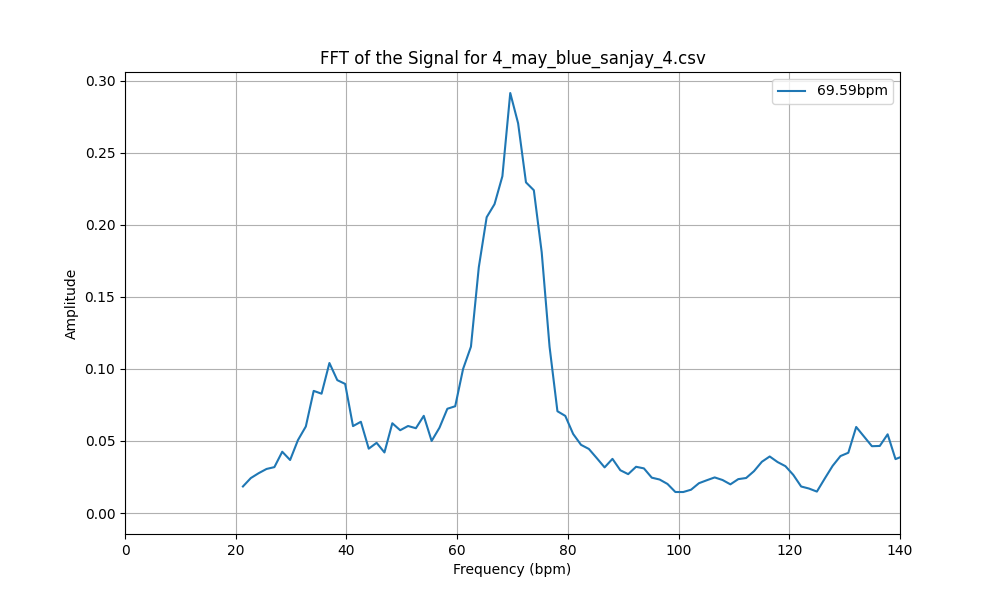 FFT of the Signal for 4_may_blue_sanjay_4.csv
69.59bpm
Amplitude
0.30
0.25
0.20
0.15
0.10
0.05
0.00
0 20 40 60 80 100 120 140
Frequency (bpm)